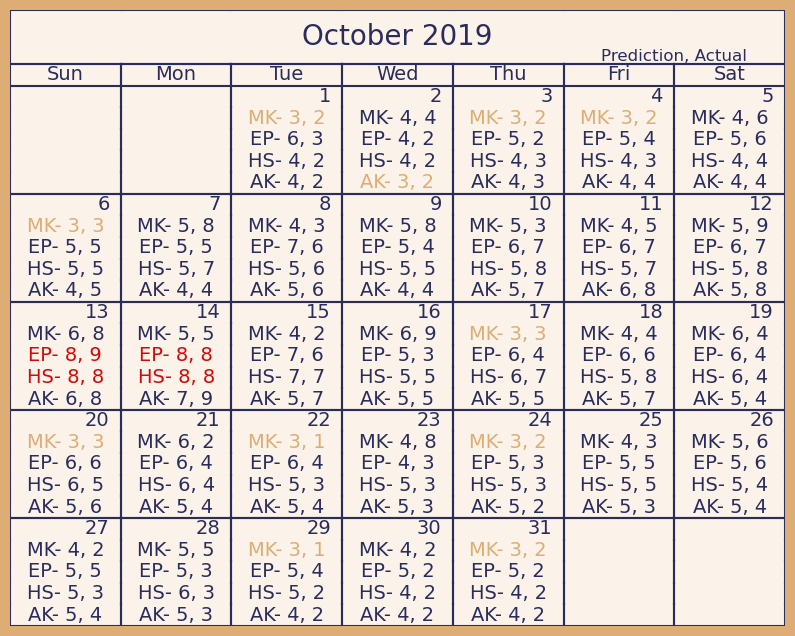 October 2019
Prediction, Actual
Sun Mon Tue Wed Thu Fri Sat
1 2 3 4 5
MK- 3, 2 MK- 4, 4 MK- 3, 2 MK- 3, 2 MK- 4, 6
EP- 6, 3 EP- 4, 2 EP- 5, 2 EP- 5, 4 EP- 5, 6
HS- 4, 2 HS- 4, 2 HS- 4, 3 HS- 4, 3 HS- 4, 4
AK- 4, 2 AK- 3, 2 AK- 4, 3 AK- 4, 4 AK- 4, 4
6 7 8 9 10 11 12
MK- 3, 3 MK- 5, 8 MK- 4, 3 MK- 5, 8 MK- 5, 3 MK- 4, 5 MK- 5, 9
EP- 5, 5 EP- 5, 5 EP- 7, 6 EP- 5, 4 EP- 6, 7 EP- 6, 7 EP- 6, 7
HS- 5, 5 HS- 5, 7 HS- 5, 6 HS- 5, 5 HS- 5, 8 HS- 5, 7 HS- 5, 8
AK- 4, 5 AK- 4, 4 AK- 5, 6 AK- 4, 4 AK- 5, 7 AK- 6, 8 AK- 5, 8
13 14 15 16 17 18 19
MK- 6, 8 MK- 5, 5 MK- 4, 2 MK- 6, 9 MK- 3, 3 MK- 4, 4 MK- 6, 4
EP- 8, 9 EP- 8, 8 EP- 7, 6 EP- 5, 3 EP- 6, 4 EP- 6, 6 EP- 6, 4
HS- 8, 8 HS- 8, 8 HS- 7, 7 HS- 5, 5 HS- 6, 7 HS- 5, 8 HS- 6, 4
AK- 6, 8 AK- 7, 9 AK- 5, 7 AK- 5, 5 AK- 5, 5 AK- 5, 7 AK- 5, 4
20 21 22 23 24 25 26
MK- 3, 3 MK- 6, 2 MK- 3, 1 MK- 4, 8 MK- 3, 2 MK- 4, 3 MK- 5, 6
EP- 6, 6 EP- 6, 4 EP- 6, 4 EP- 4, 3 EP- 5, 3 EP- 5, 5 EP- 5, 6
HS- 6, 5 HS- 6, 4 HS- 5, 3 HS- 5, 3 HS- 5, 3 HS- 5, 5 HS- 5, 4
AK- 5, 6 AK- 5, 4 AK- 5, 4 AK- 5, 3 AK- 5, 2 AK- 5, 3 AK- 5, 4
27 28 29 30 31
MK- 4, 2 MK- 5, 5 MK- 3, 1 MK- 4, 2 MK- 3, 2
EP- 5, 5 EP- 5, 3 EP- 5, 4 EP- 5, 2 EP- 5, 2
HS- 5, 3 HS- 6, 3 HS- 5, 2 HS- 4, 2 HS- 4, 2
AK- 5, 4 AK- 5, 3 AK- 4, 2 AK- 4, 2 AK- 4, 2